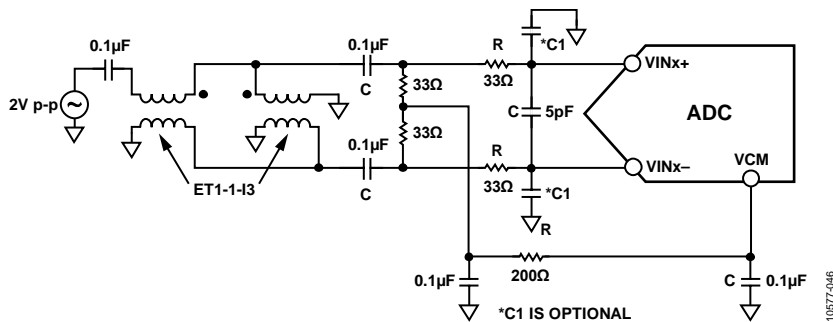 *C1
0.1µF
0.1µF
R
C
33Ω
33Ω
VINx+
2V p-p
33Ω
C
5pF
ADC
0.1µF
R
VINx–
VCM
ET1-1-I3
C
33Ω
*C1
R
0.1µF
200Ω
C
0.1µF
*C1 IS OPTIONAL
10577-046